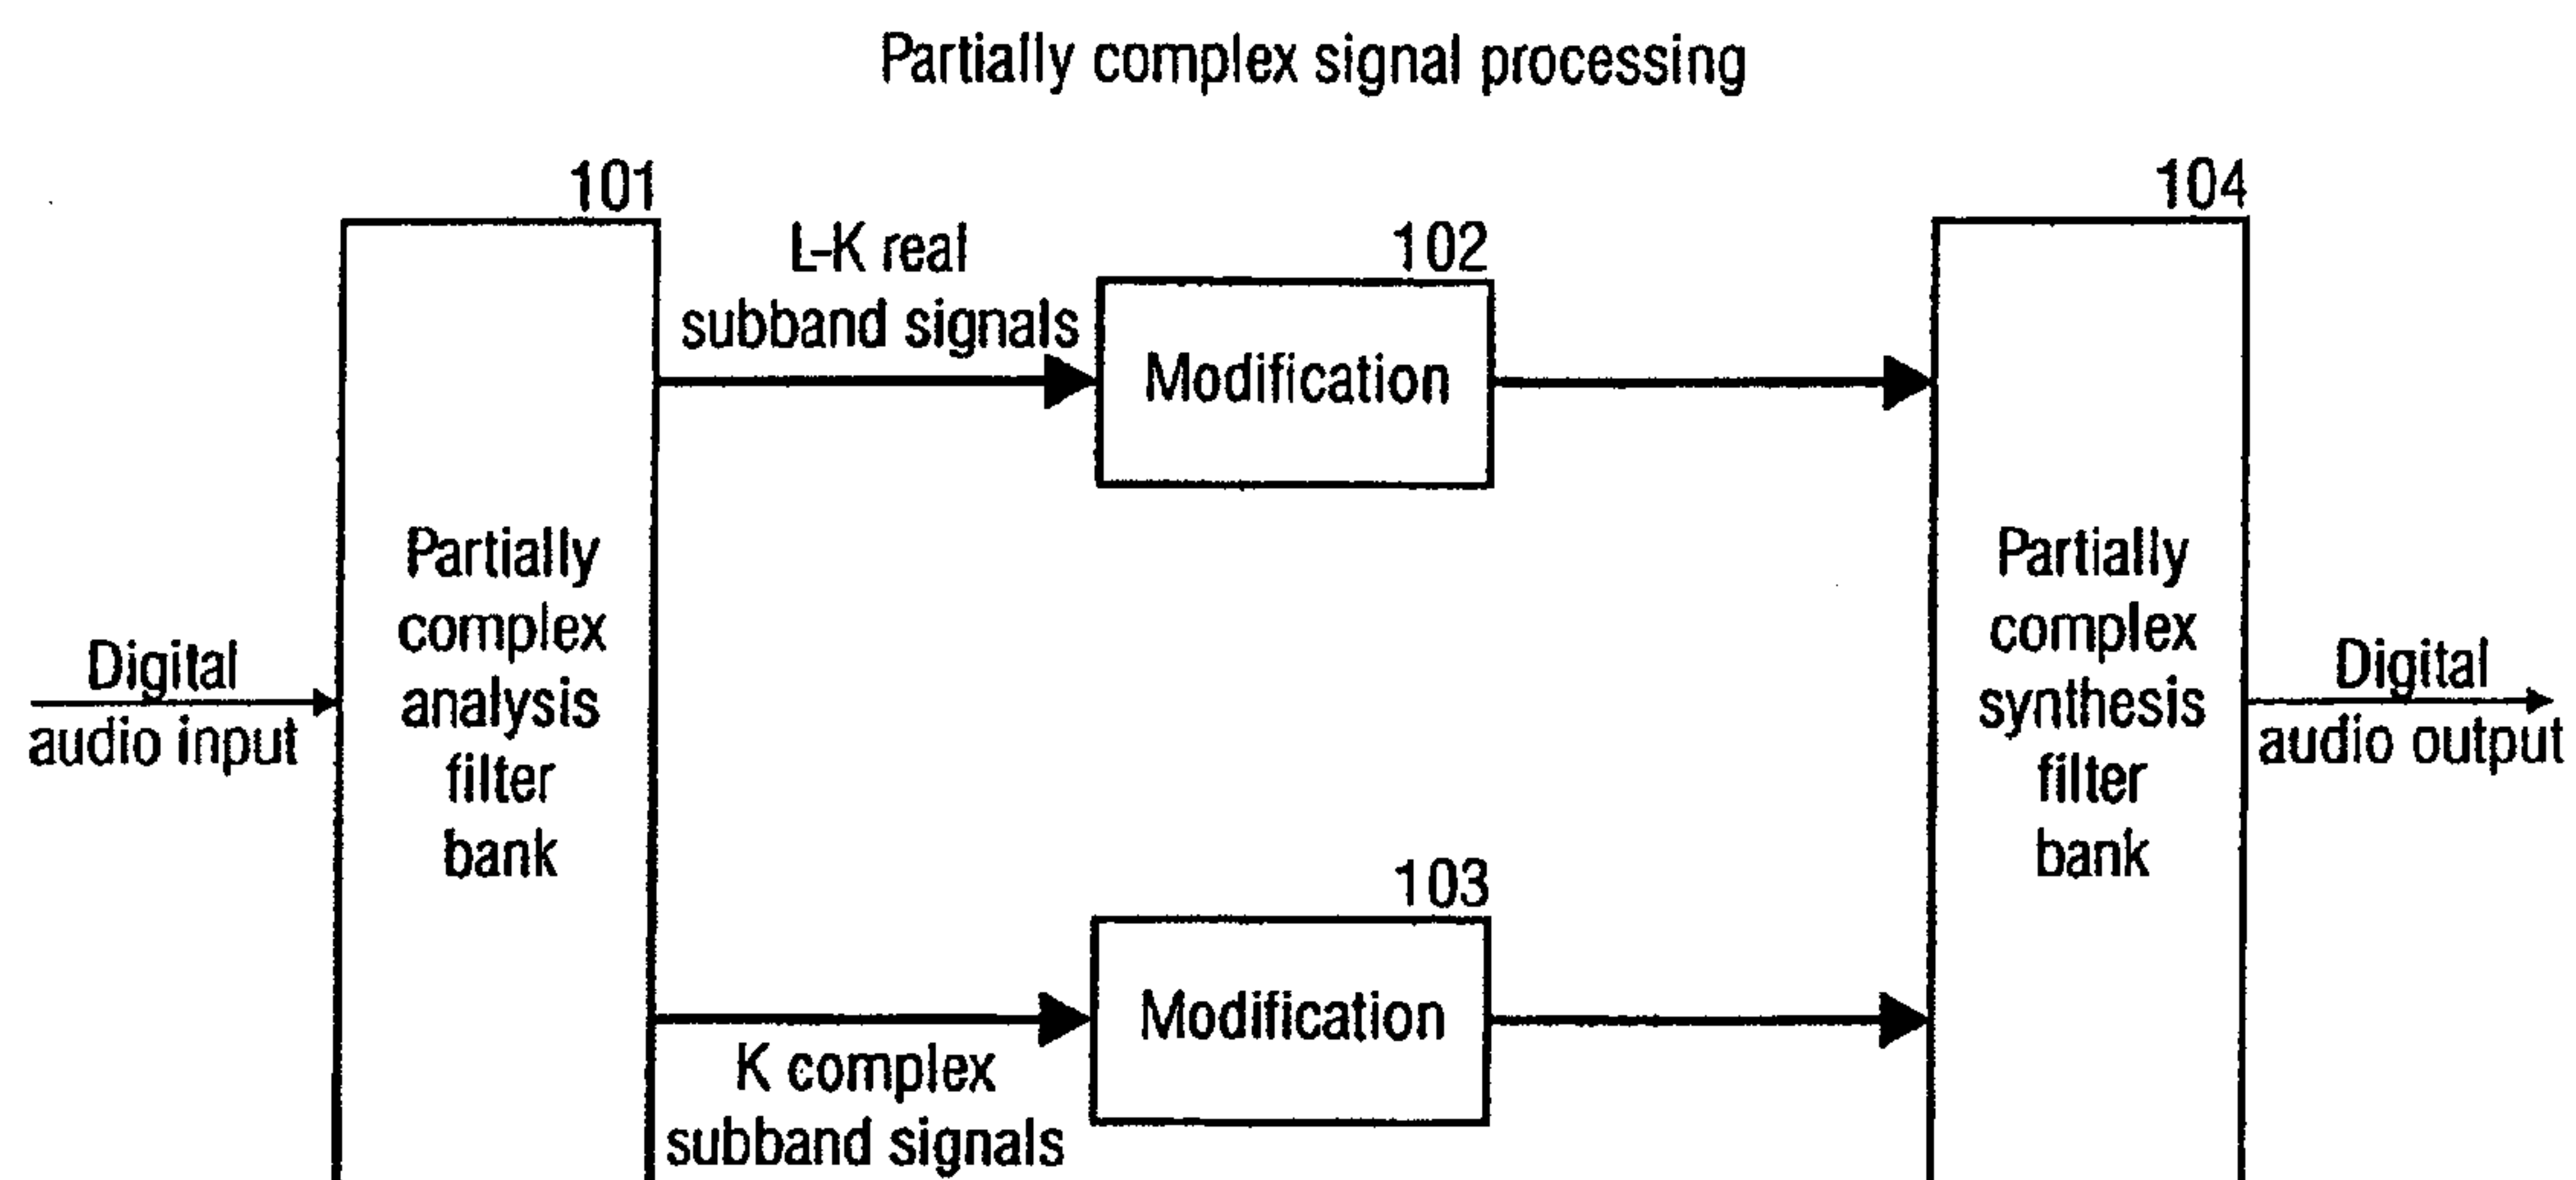 Partially complex signal processing
101
104
L-K real
subband signals
102
Modification
Partially
complex
analysis
filter
bank
Digital
audio input
Partially
complex
synthesis
filter
bank
Digital
audio output
103
Modification
K complex
subband signals